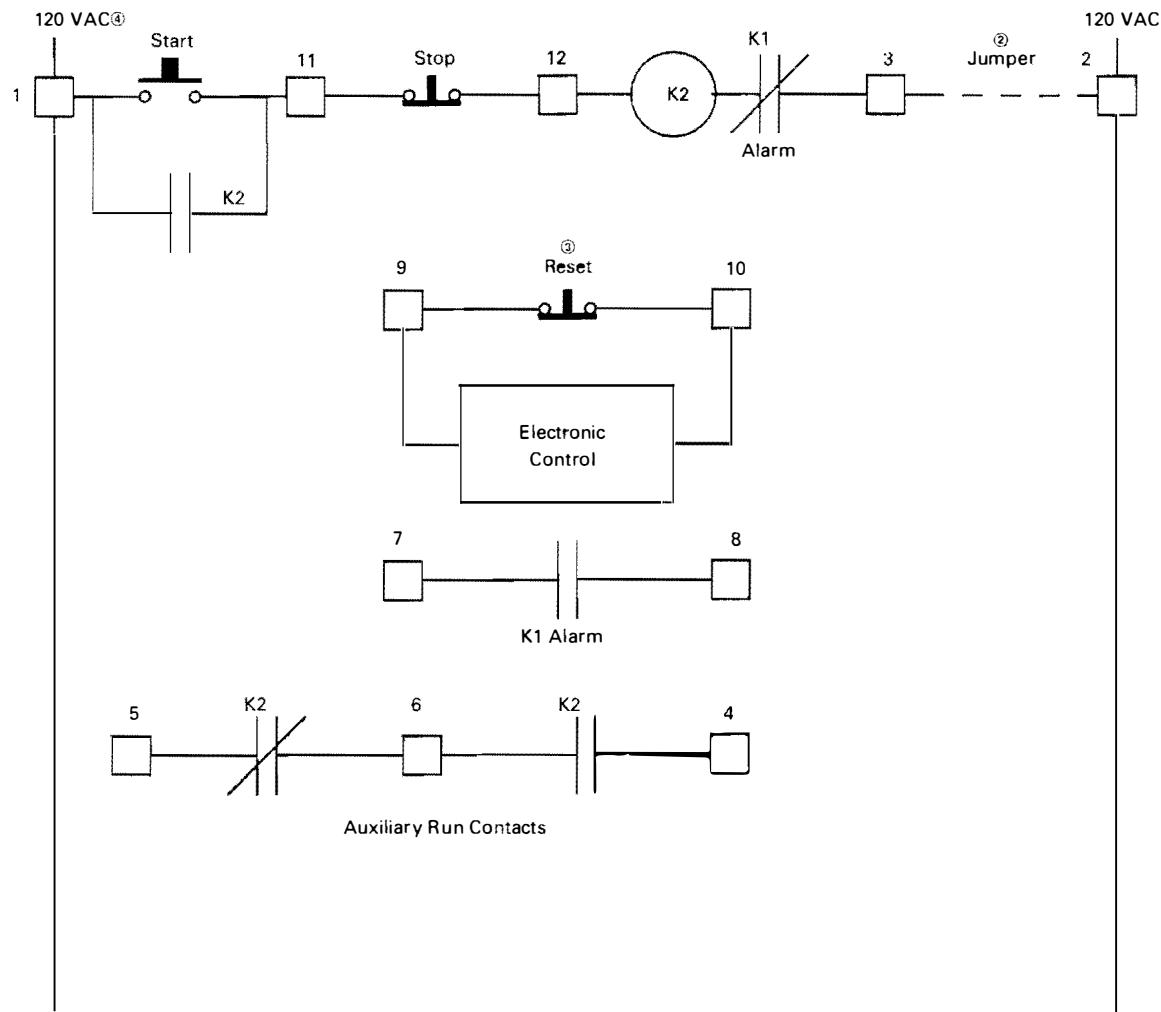 120 VAC④
120 VAC
Start
11
Stop
12
K1
3
②
Jumper
2
1
K2
Alarm
K2
③
Reset
9
10
Electronic
Control
7
8
K1 Alarm
5
K2
6
K2
4
Auxiliary Run Contacts